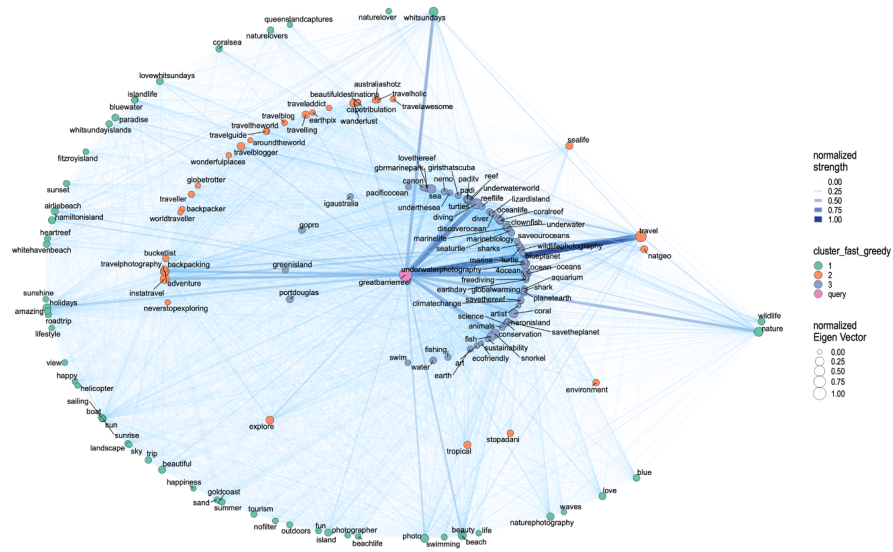 queenslandcaptures
naturelovers
naturelover
whitsundays
coralsea
lovewhitsundays
islandlife
bluewater
paradise
whitsundayislands
fitzroyisland
sunset
airliebeach
hamiltonisland
heartreef
whitehavenbeach
australiashotz
beautifuldestinations
travelholic
capetribulation
travelawesome
wanderlust
traveladdict
earthpix
travelling
travelblog
traveltheworld
travelguide
aroundtheworld
travelblogger
wonderfulplaces
globetrotter
traveller
backpacker
worldtraveller
sealife
lovethereef
girlsthatscuba
gbrmarinepark
nemo
paditv
reef
canon
padi
underwaterworld
pacificocean
sea
reeflife
lizardisland
underthesea
turtles
oceanlife
igaustralia
diving
diver
coralreef
clownfish
discoverocean
underwater
gopro
marinelife
marinebiology
saveouroceans
seaturtle
sharks
wildlifephotography
travel
natgeo
bucketlist
travelphotography
backpacking
adventure
instatravel
neverstopexploring
greenisland
portdouglas
marine
turtle
blueplanet
underwaterphotography
4ocean
ocean
oceans
greatbarrierreef
freediving
aquarium
earthday
globalwarming
shark
climatechange
savethereef
planetearth
artist
coral
science
heronisland
animals
savetheplanet
conservation
fish
sustainability
fishing
snorkel
swim
water
art
ecofriendly
earth
sunshine
holidays
amazing
roadtrip
lifestyle
view
happy
helicopter
sailing
boat
sun
sunrise
landscape
sky
trip
beautiful
happiness
goldcoast
sand
summer
tourism
nofilter
outdoors
fun
photographer
island
beachlife
photo
beauty
life
swimming
beach
naturephotography
waves
love
blue
explore
tropical
stopadani
environment
wildlife
nature
normalized
strength
0.00
0.25
0.50
0.75
1.00
cluster_fast_greedy
1
2
3
query
normalized
Eigen Vector
0.00
0.25
0.50
0.75
1.00